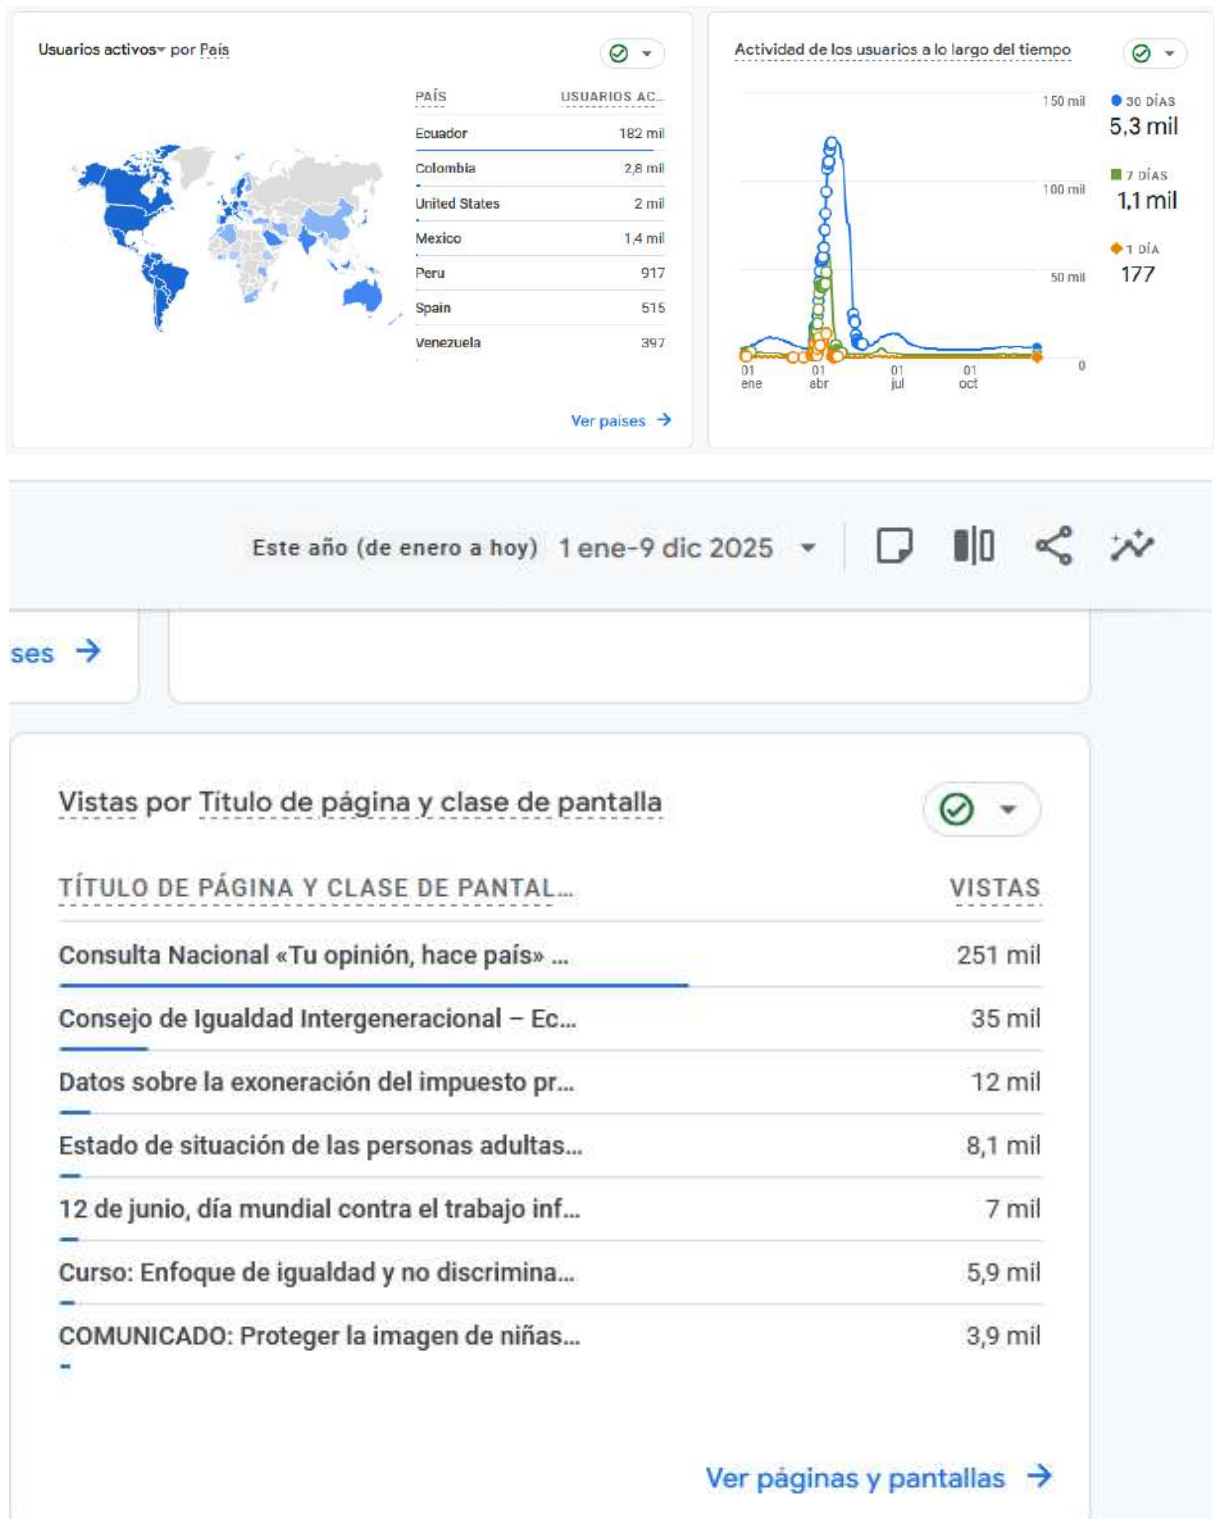 Usuarios activos por País
PAÍS USUARIOS AC...
Ecuador 182 mil
Colombia 2,8 mil
United States 2 mil
Mexico 1,4 mil
Peru 917
Spain 515
Venezuela 397
Ver países →
Actividad de los usuarios a lo largo del tiempo
150 mil
100 mil
50 mil
0
01 ene
01 abr
01 jul
01 oct
30 DÍAS
5,3 mil
7 DÍAS
1,1 mil
1 DÍA
177
Este año (de enero a hoy) 1 ene-9 dic 2025
ses →
Vistas por Título de página y clase de pantalla
TÍTULO DE PÁGINA Y CLASE DE PANTAL... VISTAS
Consulta Nacional «Tu opinión, hace país» ... 251 mil
Consejo de Igualdad Intergeneracional – Ec... 35 mil
Datos sobre la exoneración del impuesto pr... 12 mil
Estado de situación de las personas adultas... 8,1 mil
12 de junio, día mundial contra el trabajo inf... 7 mil
Curso: Enfoque de igualdad y no discrimina... 5,9 mil
COMUNICADO: Proteger la imagen de niñas... 3,9 mil
Ver páginas y pantallas →